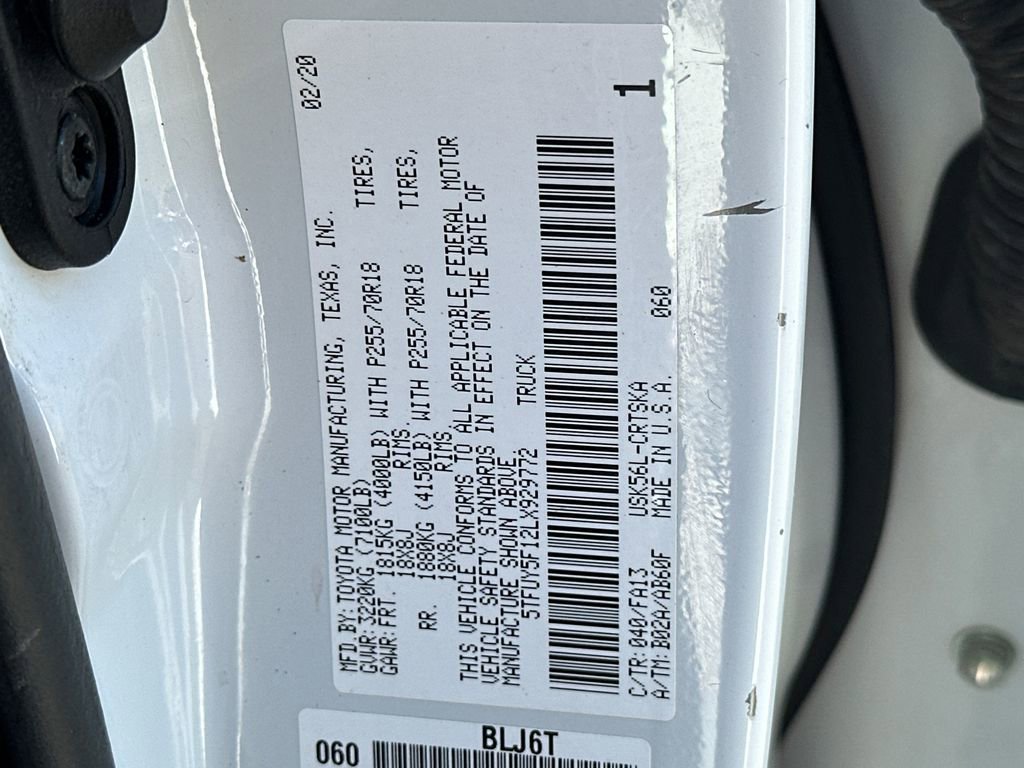 MFD.BY:TOYOTA MOTOR MANUFACTURING, TEXAS, INC. 02/20
GVWR:3220KG (7100LB)
GAWR:FRT. 1815KG (4000LB) WITH P255/70R18 TIRES,
18X8J RIMS,
RR. 1880KG (4150LB) WITH P255/70R18 TIRES,
18X8J RIMS,
THIS VEHICLE CONFORMS TO ALL APPLICABLE FEDERAL MOTOR
VEHICLE SAFETY STANDARDS IN EFFECT ON THE DATE OF
MANUFACTURE SHOWN ABOVE.
5TFUY5F12LX929772 TRUCK
C/TR:040/FA13 USK56L-CRTSKA 060 1
A/TM:B02A/AB60F MADE IN U.S.A.
060
BLJ6T